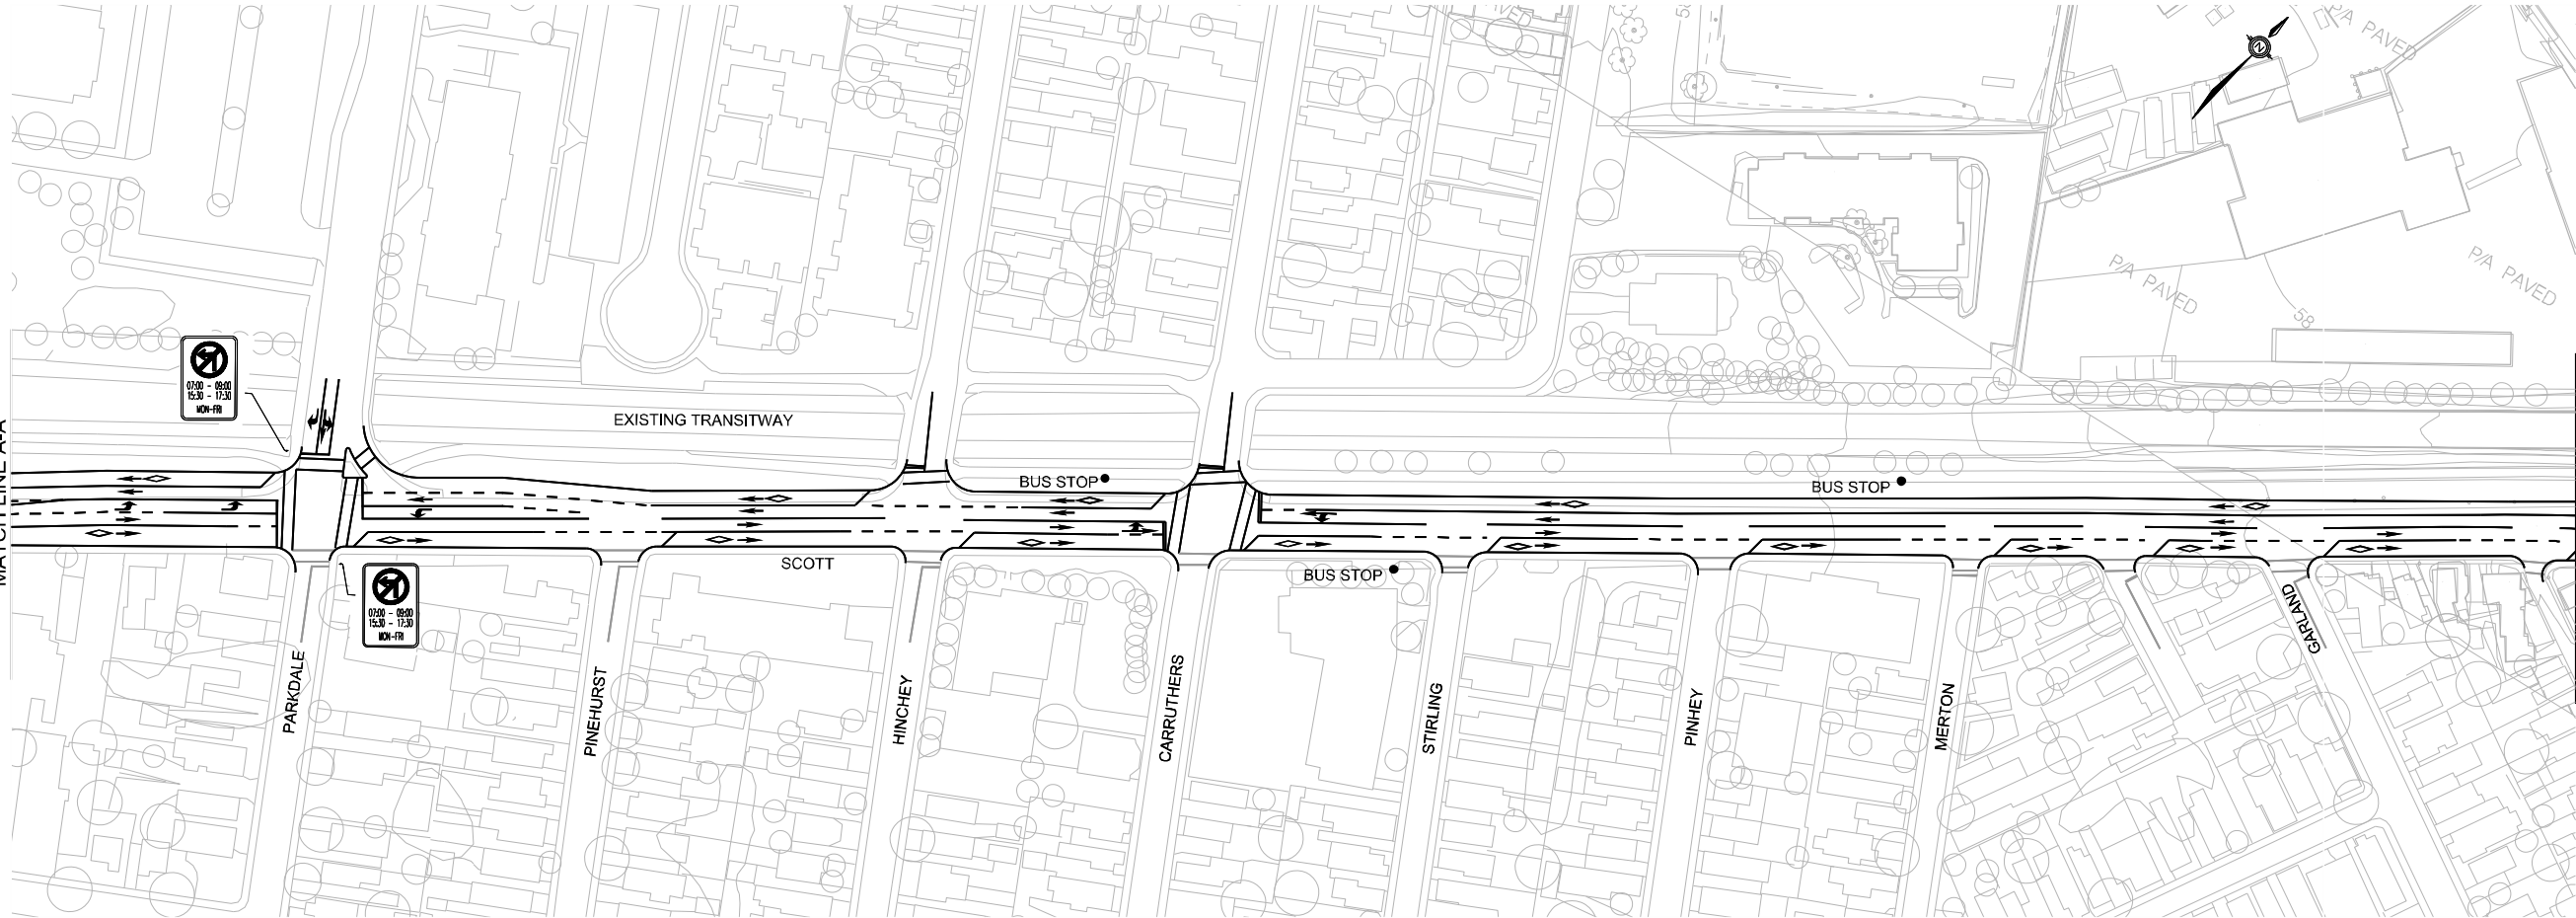 P/A PAVED
N
P/A PAVED
P/A PAVED
58
07:00 - 09:00
15:30 - 17:30
MON-FRI
EXISTING TRANSITWAY
MATCH LINE A-A
BUS STOP
BUS STOP
SCOTT
BUS STOP
07:00 - 09:00
15:30 - 17:30
MON-FRI
GARLAND
PARKDALE
PINEHURST
HINCHEY
CARRUTHERS
STIRLING
PINHEY
MERTON